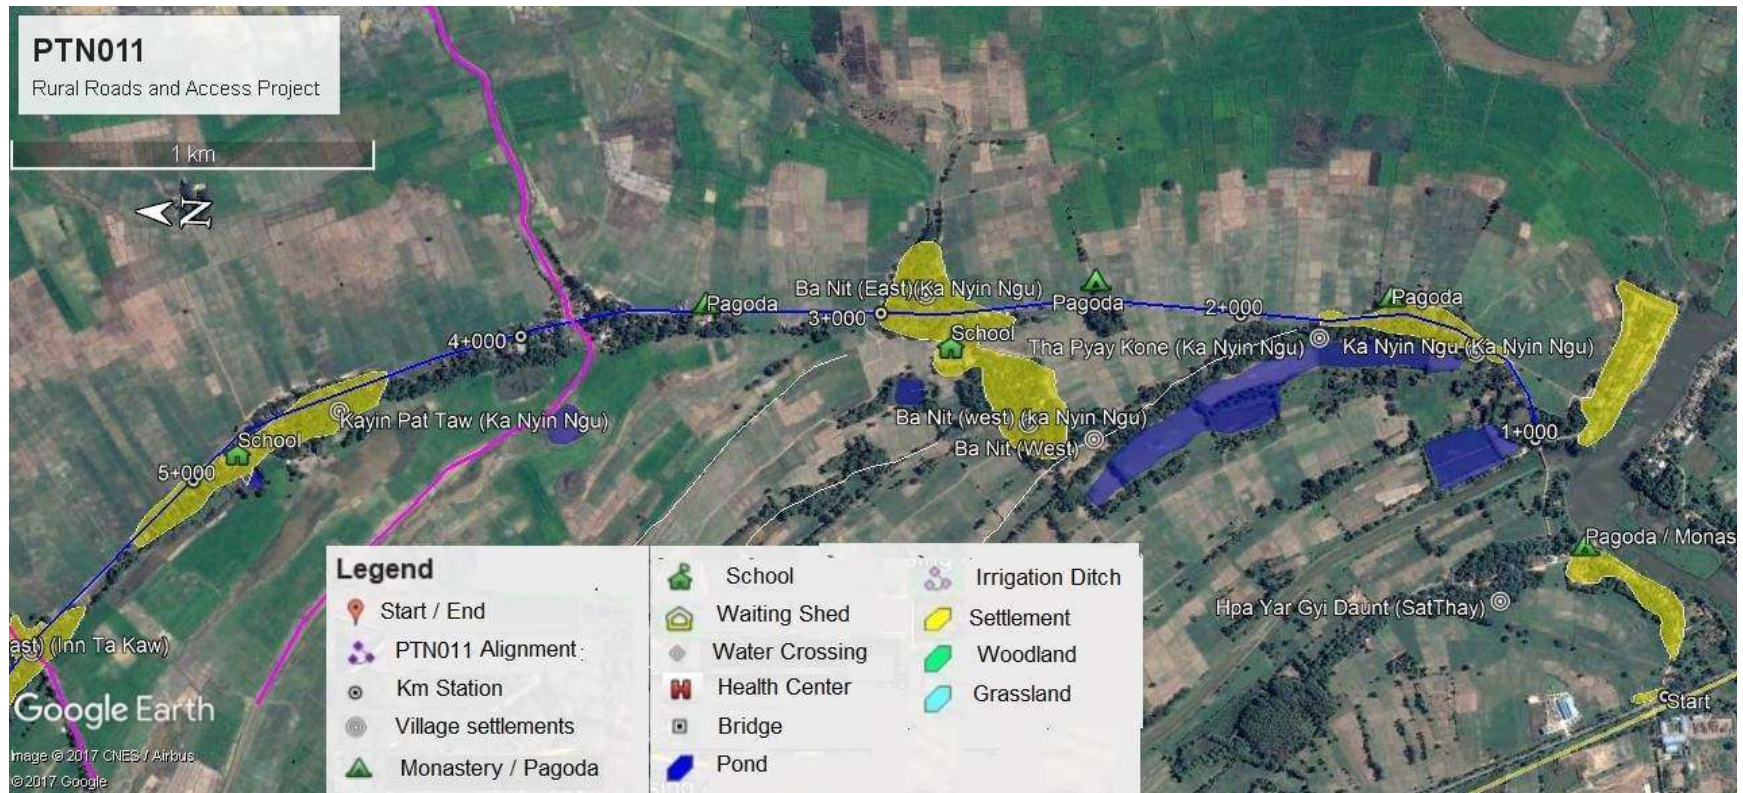 PTN011
Rural Roads and Access Project
1 km
N
Pagoda
Ba Nit (East)(Ka Nyin Ngu)
3+000
Pagoda
2+000
Pagoda
4+000
School
Tha Pyay Kone (Ka Nyin Ngu)
Ka Nyin Ngu (Ka Nyin Ngu)
Kayin Pat Taw (Ka Nyin Ngu)
Ba Nit (west) (ka Nyin Ngu)
Ba Nit (West)
1+000
School
5+000
Pagoda / Monas
Hpa Yar Gyi Daunt (SatThay)
ast) (Inn Ta Kaw)
Start
Legend
Start / End
PTN011 Alignment
Km Station
Village settlements
Monastery / Pagoda
School
Waiting Shed
Water Crossing
Health Center
Bridge
Pond
Irrigation Ditch
Settlement
Woodland
Grassland
Google Earth
Image © 2017 CNES / Airbus
© 2017 Google